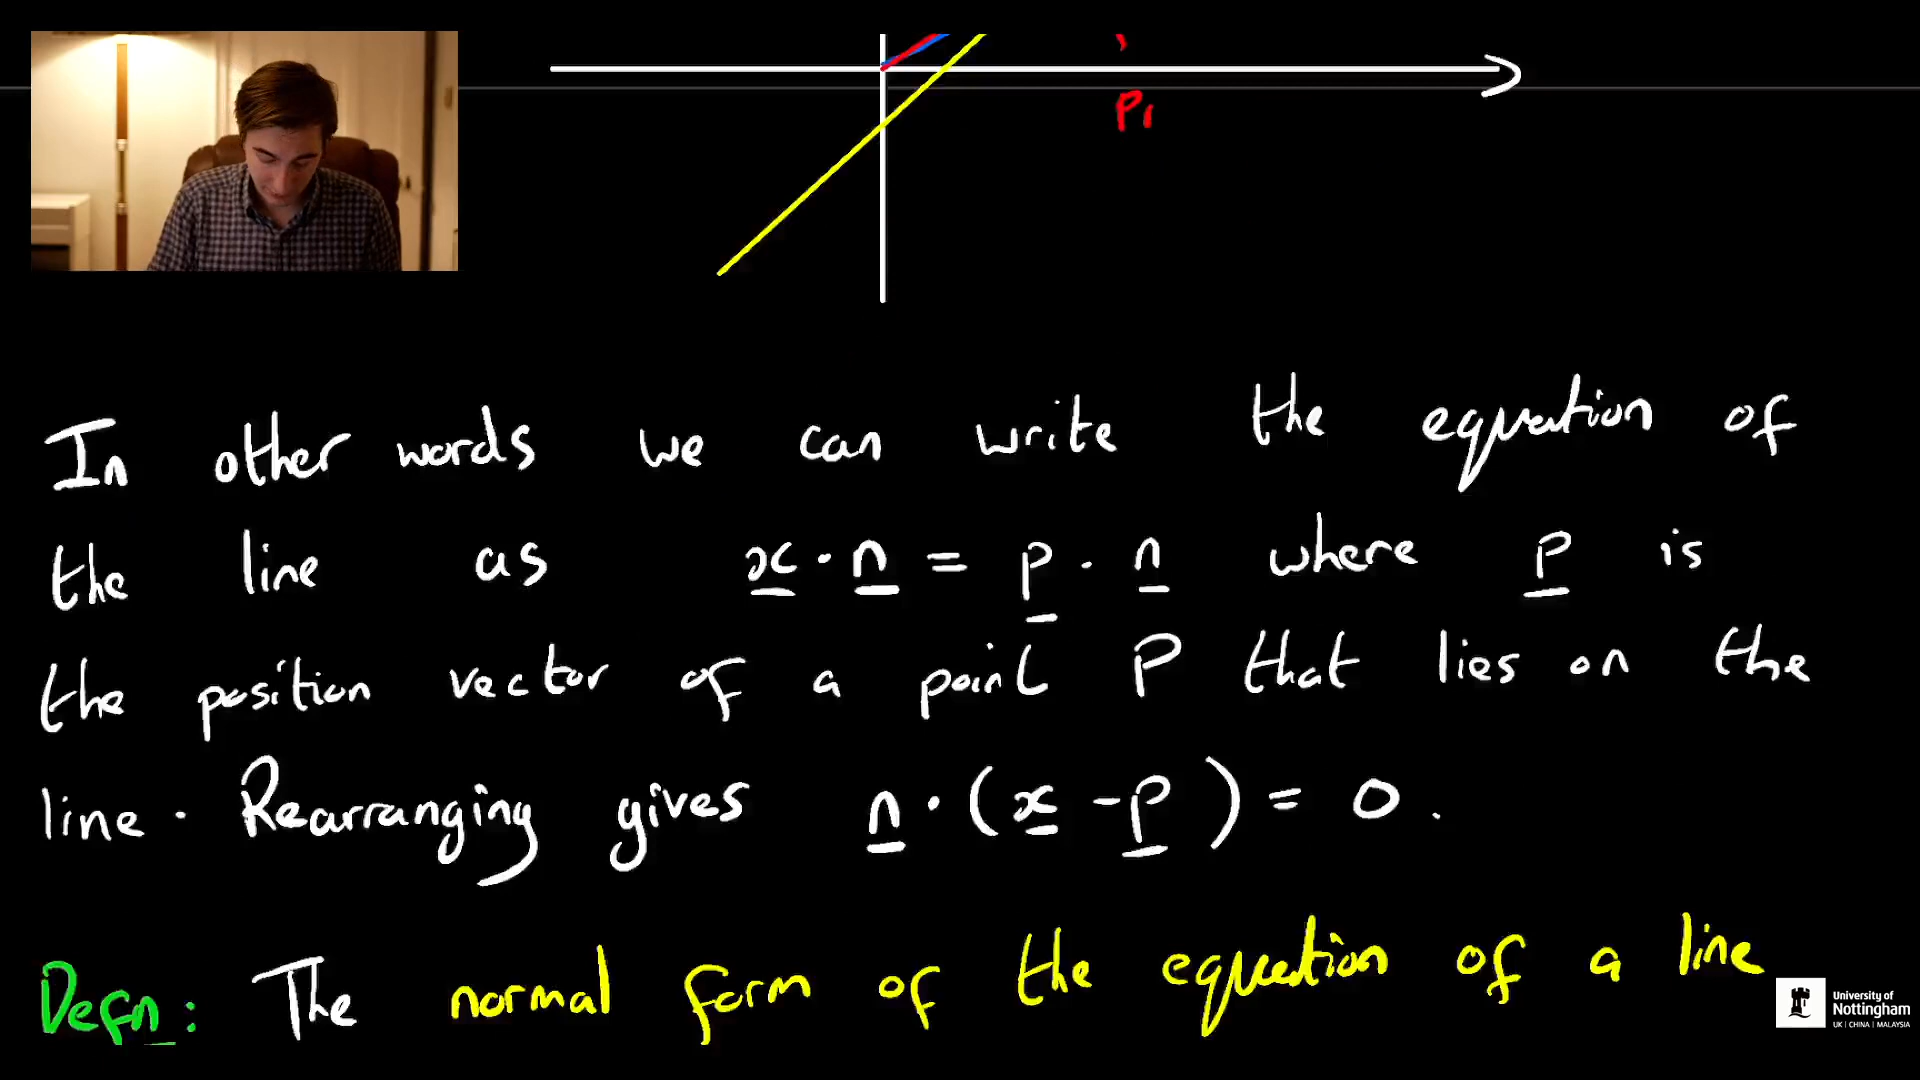 P1
In other words we can write the equation of
the line as x · n = p · n where p is
the position vector of a point P that lies on the
line. Rearranging gives n · (x - p) = 0.
Defn: The normal form of the equation of a line
University of
Nottingham
UK | CHINA | MALAYSIA